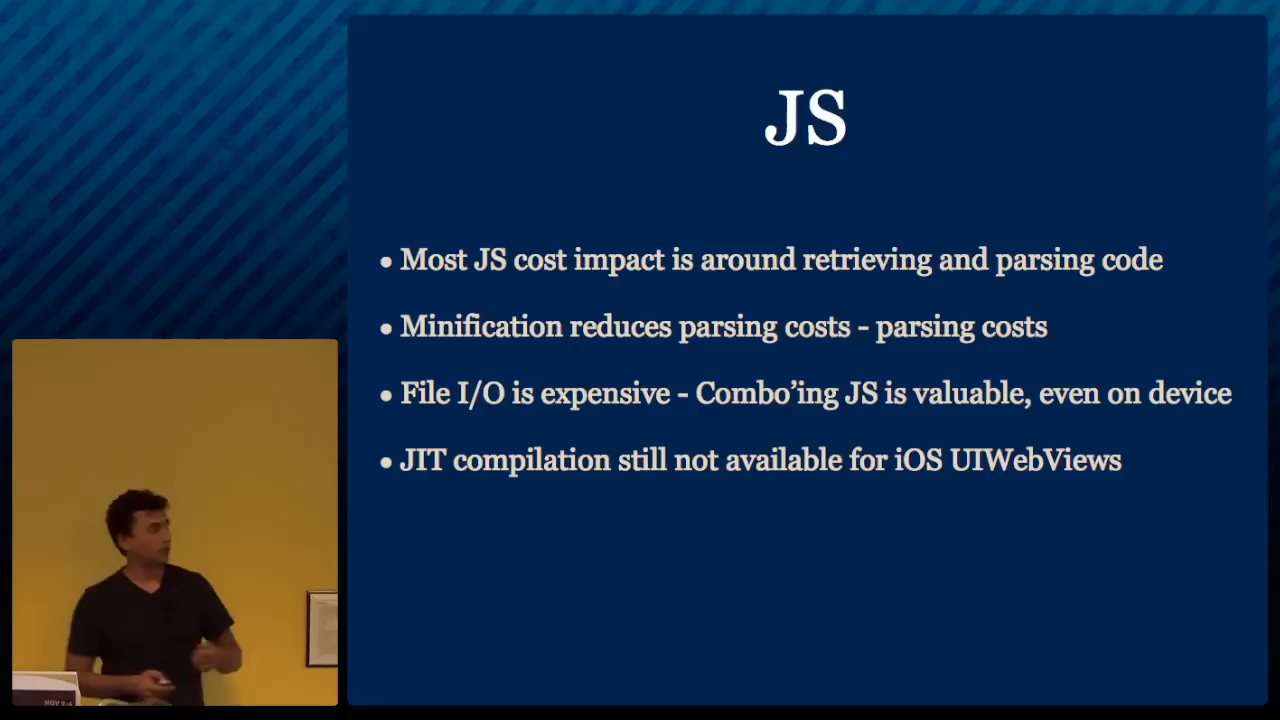 JS
• Most JS cost impact is around retrieving and parsing code
• Minification reduces parsing costs - parsing costs
• File I/O is expensive - Combo’ing JS is valuable, even on device
• JIT compilation still not available for iOS UIWebViews